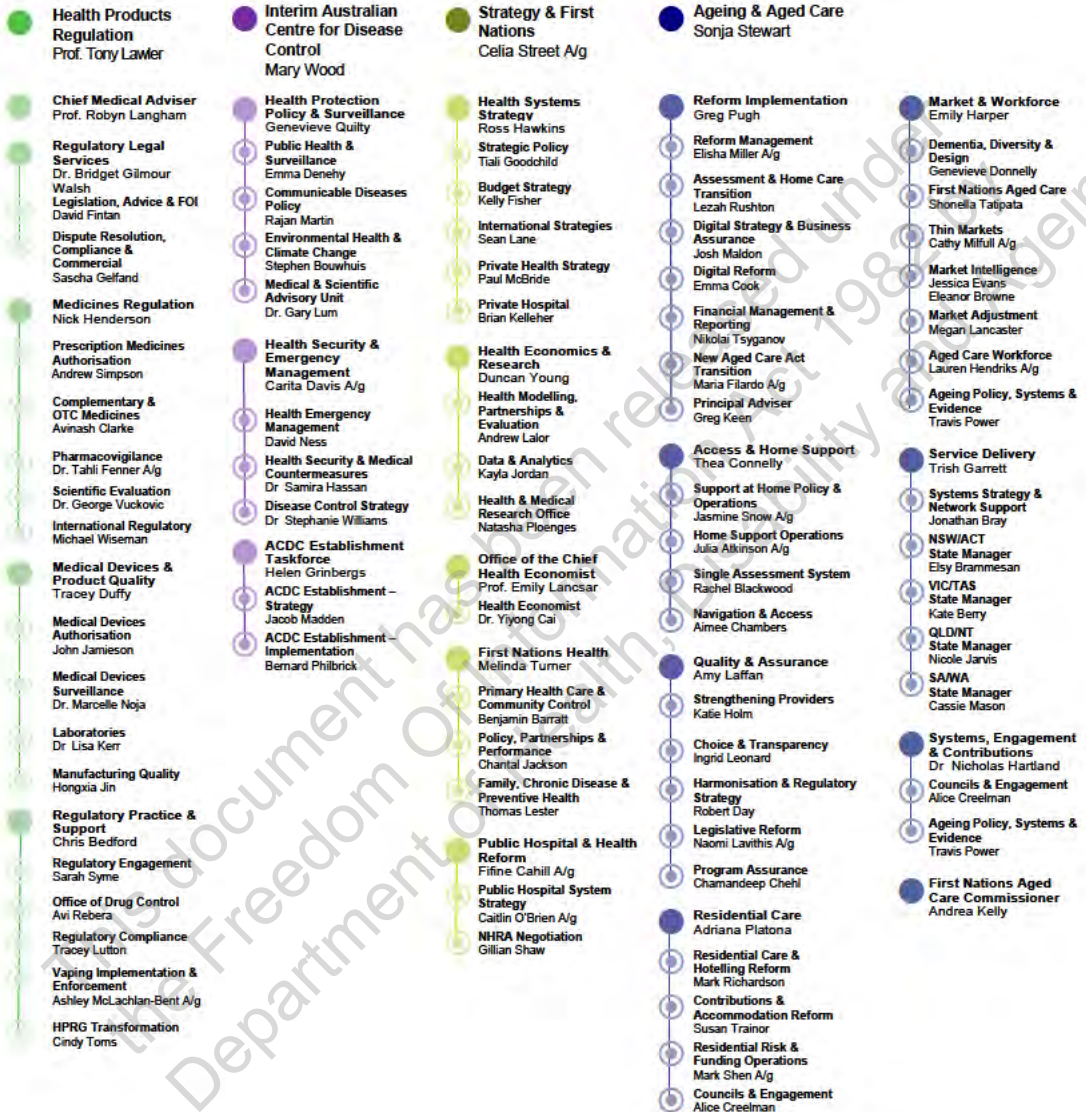 Health Products
Regulation
Prof. Tony Lawler
Chief Medical Adviser
Prof. Robyn Langham
Regulatory Legal
Services
Dr. Bridget Gilmour
Walsh
Legislation, Advice & FOI
David Fintan
Dispute Resolution,
Compliance &
Commercial
Sascha Gelfand
Medicines Regulation
Nick Henderson
Prescription Medicines
Authorisation
Andrew Simpson
Complementary &
OTC Medicines
Avinash Clarke
Pharmacovigilance
Dr. Tahli Fenner A/g
Scientific Evaluation
Dr. George Vuckovic
International Regulatory
Michael Wiseman
Medical Devices &
Product Quality
Tracey Duffy
Medical Devices
Authorisation
John Jamieson
Medical Devices
Surveillance
Dr. Marcelle Noja
Laboratories
Dr Lisa Kerr
Manufacturing Quality
Hongxia Jin
Regulatory Practice &
Support
Chris Bedford
Regulatory Engagement
Sarah Syme
Office of Drug Control
Avi Rebera
Regulatory Compliance
Tracey Lutton
Vaping Implementation &
Enforcement
Ashley McLachlan-Bent A/g
HPRG Transformation
Cindy Toms
Interim Australian
Centre for Disease
Control
Mary Wood
Health Protection
Policy & Surveillance
Genevieve Quilty
Public Health &
Surveillance
Emma Denehy
Communicable Diseases
Policy
Rajan Martin
Environmental Health &
Climate Change
Stephen Bouwhuis
Medical & Scientific
Advisory Unit
Dr. Gary Lum
Health Security &
Emergency
Management
Carita Davis A/g
Health Emergency
Management
David Ness
Health Security & Medical
Countermeasures
Dr Samira Hassan
Disease Control Strategy
Dr Stephanie Williams
ACDC Establishment
Taskforce
Helen Grinbergs
ACDC Establishment –
Strategy
Jacob Madden
ACDC Establishment –
Implementation
Bernard Philbrick
Strategy & First
Nations
Celia Street A/g
Health Systems
Strategy
Ross Hawkins
Strategic Policy
Tiali Goodchild
Budget Strategy
Kelly Fisher
International Strategies
Sean Lane
Private Health Strategy
Paul McBride
Private Hospital
Brian Kelleher
Health Economics &
Research
Duncan Young
Health Modelling,
Partnerships &
Evaluation
Andrew Lalor
Data & Analytics
Kayla Jordan
Health & Medical
Research Office
Natasha Ploenges
Office of the Chief
Health Economist
Prof. Emily Lancsar
Health Economist
Dr. Yiyong Cai
First Nations Health
Melinda Turner
Primary Health Care &
Community Control
Benjamin Barratt
Policy, Partnerships &
Performance
Chantal Jackson
Family, Chronic Disease &
Preventive Health
Thomas Lester
Public Hospital & Health
Reform
Fifine Cahill A/g
Public Hospital System
Strategy
Caitlin O'Brien A/g
NHRA Negotiation
Gillian Shaw
Ageing & Aged Care
Sonja Stewart
Reform Implementation
Greg Pugh
Reform Management
Elisha Miller A/g
Assessment & Home Care
Transition
Lezah Rushton
Digital Strategy & Business
Assurance
Josh Maldon
Digital Reform
Emma Cook
Financial Management &
Reporting
Nikolai Tsyganov
New Aged Care Act
Transition
Maria Filardo A/g
Principal Adviser
Greg Keen
Access & Home Support
Thea Connelly
Support at Home Policy &
Operations
Jasmine Snow A/g
Home Support Operations
Julia Atkinson A/g
Single Assessment System
Rachel Blackwood
Navigation & Access
Aimee Chambers
Quality & Assurance
Amy Laffan
Strengthening Providers
Katie Holm
Choice & Transparency
Ingrid Leonard
Harmonisation & Regulatory
Strategy
Robert Day
Legislative Reform
Naomi Lavithis A/g
Program Assurance
Chamandeep Chehl
Residential Care
Adriana Platona
Residential Care &
Hotelling Reform
Mark Richardson
Contributions &
Accommodation Reform
Susan Trainor
Residential Risk &
Funding Operations
Mark Shen A/g
Councils & Engagement
Alice Creelman
Market & Workforce
Emily Harper
Dementia, Diversity &
Design
Genevieve Donnelly
First Nations Aged Care
Shonella Tatipata
Thin Markets
Cathy Milfull A/g
Market Intelligence
Jessica Evans
Eleanor Browne
Market Adjustment
Megan Lancaster
Aged Care Workforce
Lauren Hendriks A/g
Ageing Policy, Systems &
Evidence
Travis Power
Service Delivery
Trish Garrett
Systems Strategy &
Network Support
Jonathan Bray
NSW/ACT
State Manager
Elsy Brammesan
VIC/TAS
State Manager
Kate Berry
QLD/NT
State Manager
Nicole Jarvis
SA/WA
State Manager
Cassie Mason
Systems, Engagement
& Contributions
Dr Nicholas Hartland
Councils & Engagement
Alice Creelman
Ageing Policy, Systems &
Evidence
Travis Power
First Nations Aged
Care Commissioner
Andrea Kelly
This document has been released under
the Freedom Of Information Act 1982 by
Department of Health, Disability and Ageing